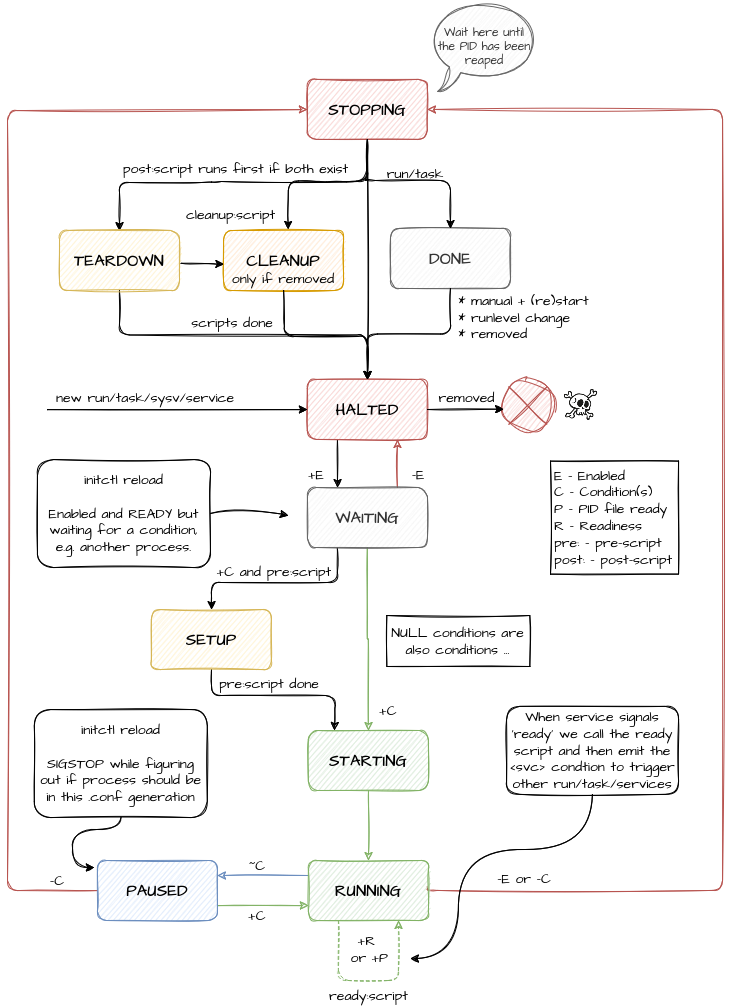 Wait here until
the PID has been
reaped
STOPPING
post:script runs first if both exist
run/task
cleanup:script
TEARDOWN
CLEANUP
only if removed
DONE
* manual + (re)start
* runlevel change
* removed
scripts done
new run/task/sysv/service
HALTED
removed
+E
-E
initctl reload
Enabled and READY but
waiting for a condition,
e.g. another process.
WAITING
E - Enabled
C - Condition(s)
P - PID file ready
R - Readiness
pre: - pre-script
post: - post-script
+C and pre:script
SETUP
NULL conditions are
also conditions ...
pre:script done
+C
initctl reload
SIGSTOP while figuring
out if process should be
in this .conf generation
STARTING
When service signals
'ready' we call the ready
script and then emit the
<svc> condtion to trigger
other run/task/services
-C
PAUSED
~C
+C
RUNNING
-E or -C
+R
or +P
ready:script